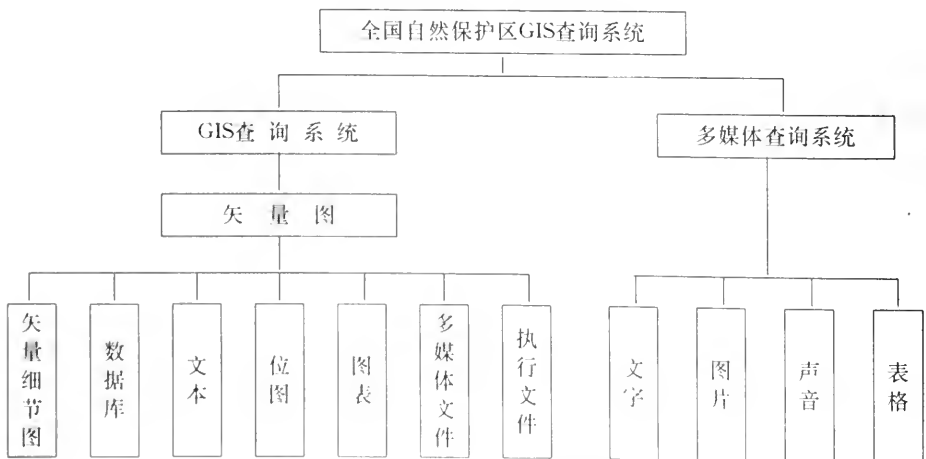 全国自然保护区GIS查询系统
GIS查 询 系 统
多媒体查询系统
矢 量 图
矢量细节图
数据库
文本
位图
图表
多媒体文件
执行文件
文字
图片
声音
表格